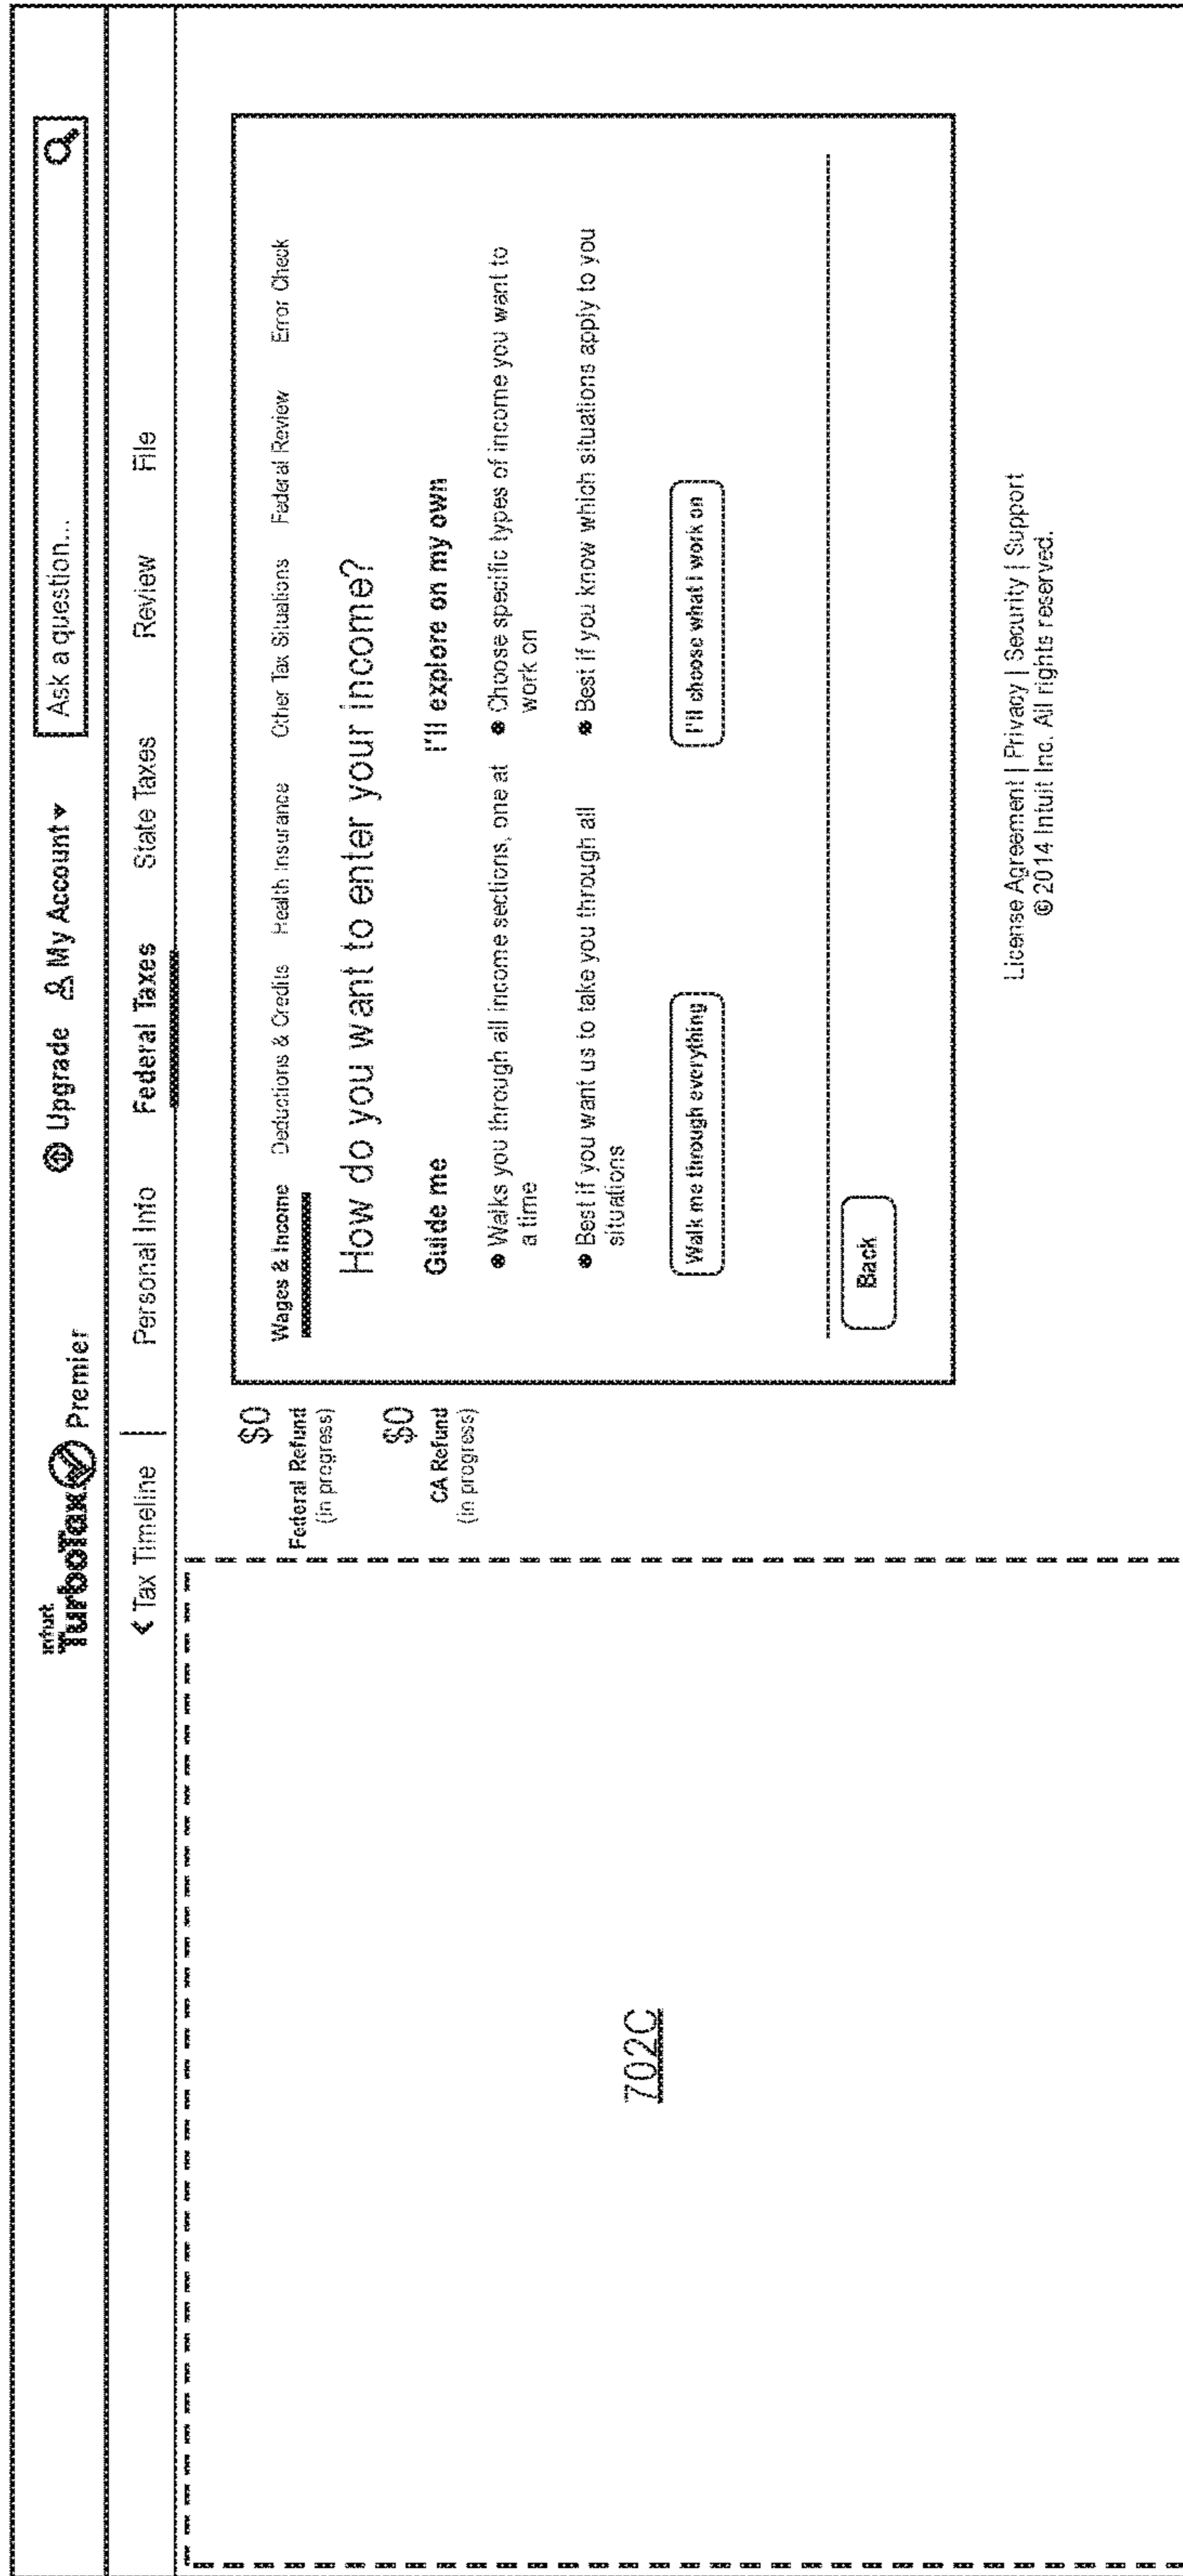 intuit
TurboTax Premier
Upgrade My Account
Ask a question...
Tax Timeline | Personal Info Federal Taxes State Taxes Review File
$0
Federal Refund
(in progress)
$0
CA Refund
(in progress)
Wages & Income Deductions & Credits Health Insurance Other Tax Situations Federal Review Error Check
How do you want to enter your income?
Guide me
• Walks you through all income sections, one at
a time
• Best if you want us to take you through all
situations
Walk me through everything
I'll explore on my own
• Choose specific types of income you want to
work on
• Best if you know which situations apply to you
I'll choose what I work on
Back
702C
License Agreement | Privacy | Security | Support
© 2014 Intuit Inc. All rights reserved.